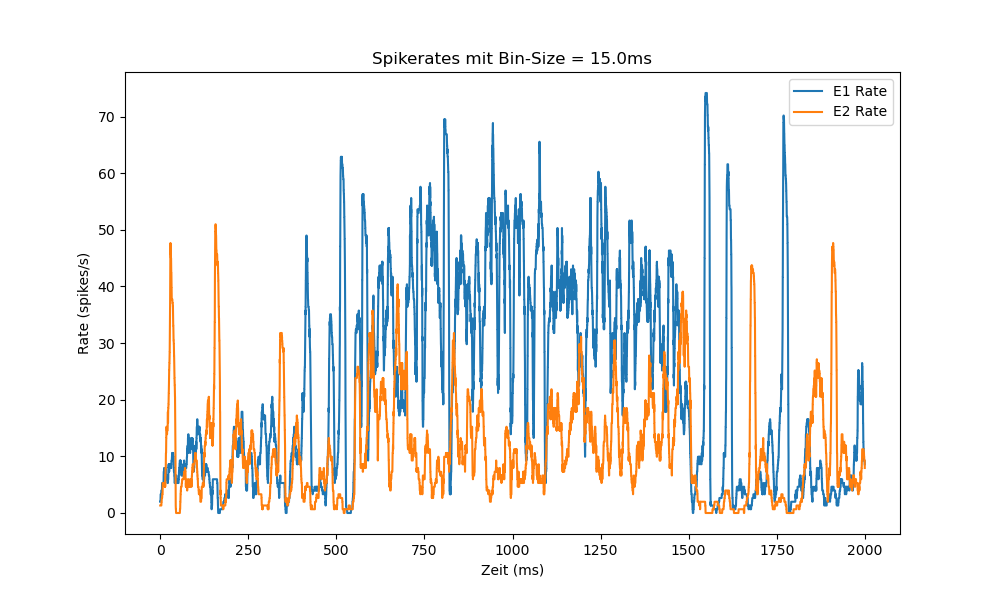 Spikerates mit Bin-Size = 15.0ms
E1 Rate
E2 Rate
70
60
50
40
30
20
10
0
Rate (spikes/s)
0 250 500 750 1000 1250 1500 1750 2000
Zeit (ms)